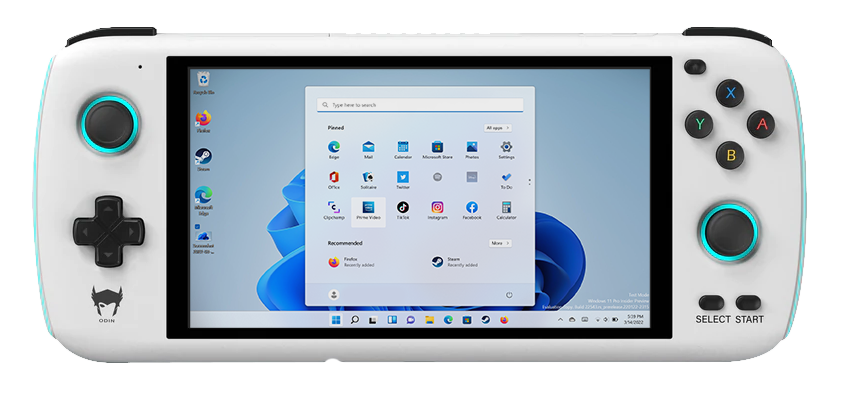 Recycle Bin
Firefox
Steam
Microsoft
Edge
Type here to search
Pinned
All apps
Edge
Mail
Calendar
Microsoft Store
Photos
Settings
Office
Solitaire
Twitter
To Do
Clipchamp
Prime Video
TikTok
Instagram
Facebook
Calculator
Recommended
More
Firefox
Recently added
Steam
Recently added
Test Mode
Windows 11 Pro Insider Preview
5:39 PM
3/14/2022
X
Y
A
B
ODIN
SELECT START